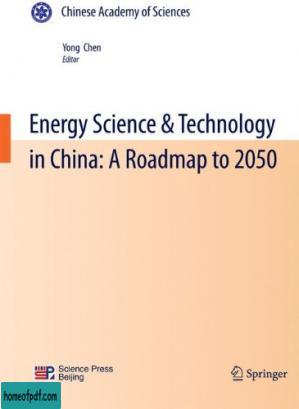 Chinese Academy of Sciences
Yong Chen
Editor
Energy Science & Technology
in China: A Roadmap to 2050
Science Press
Beijing
Springer
homeofpdf.com